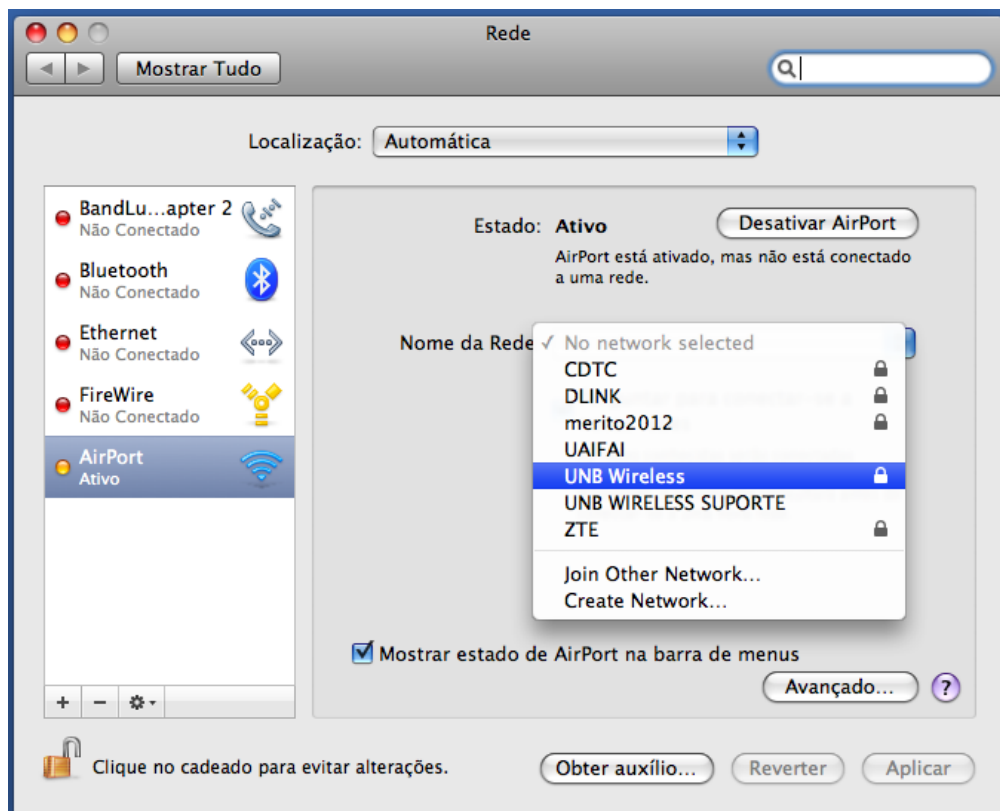 Rede
Mostrar Tudo
Localização: Automática
BandLu...apter 2
Não Conectado
Bluetooth
Não Conectado
Ethernet
Não Conectado
FireWire
Não Conectado
AirPort
Ativo
Estado: Ativo
Desativar AirPort
AirPort está ativado, mas não está conectado
a uma rede.
Nome da Rede
✓ No network selected
CDTC
DLINK
merito2012
UAIFAI
UNB Wireless
UNB WIRELESS SUPORTE
ZTE
Join Other Network...
Create Network...
Mostrar estado de AirPort na barra de menus
Avançado... ?
Clique no cadeado para evitar alterações.
Obter auxílio... Reverter Aplicar